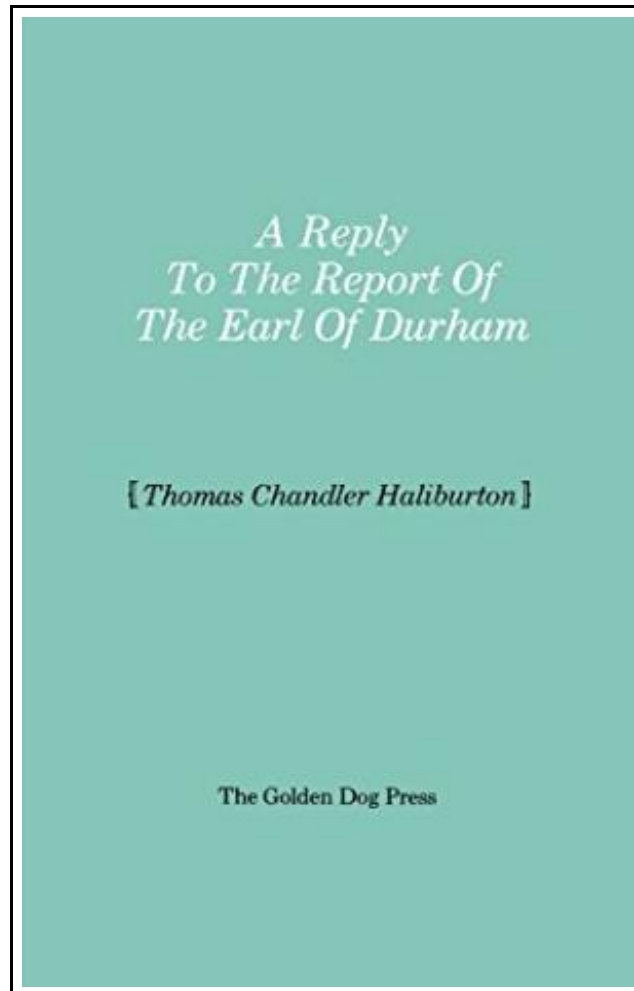 A Reply
To The Report Of
The Earl Of Durham
⟦Thomas Chandler Haliburton⟧
The Golden Dog Press